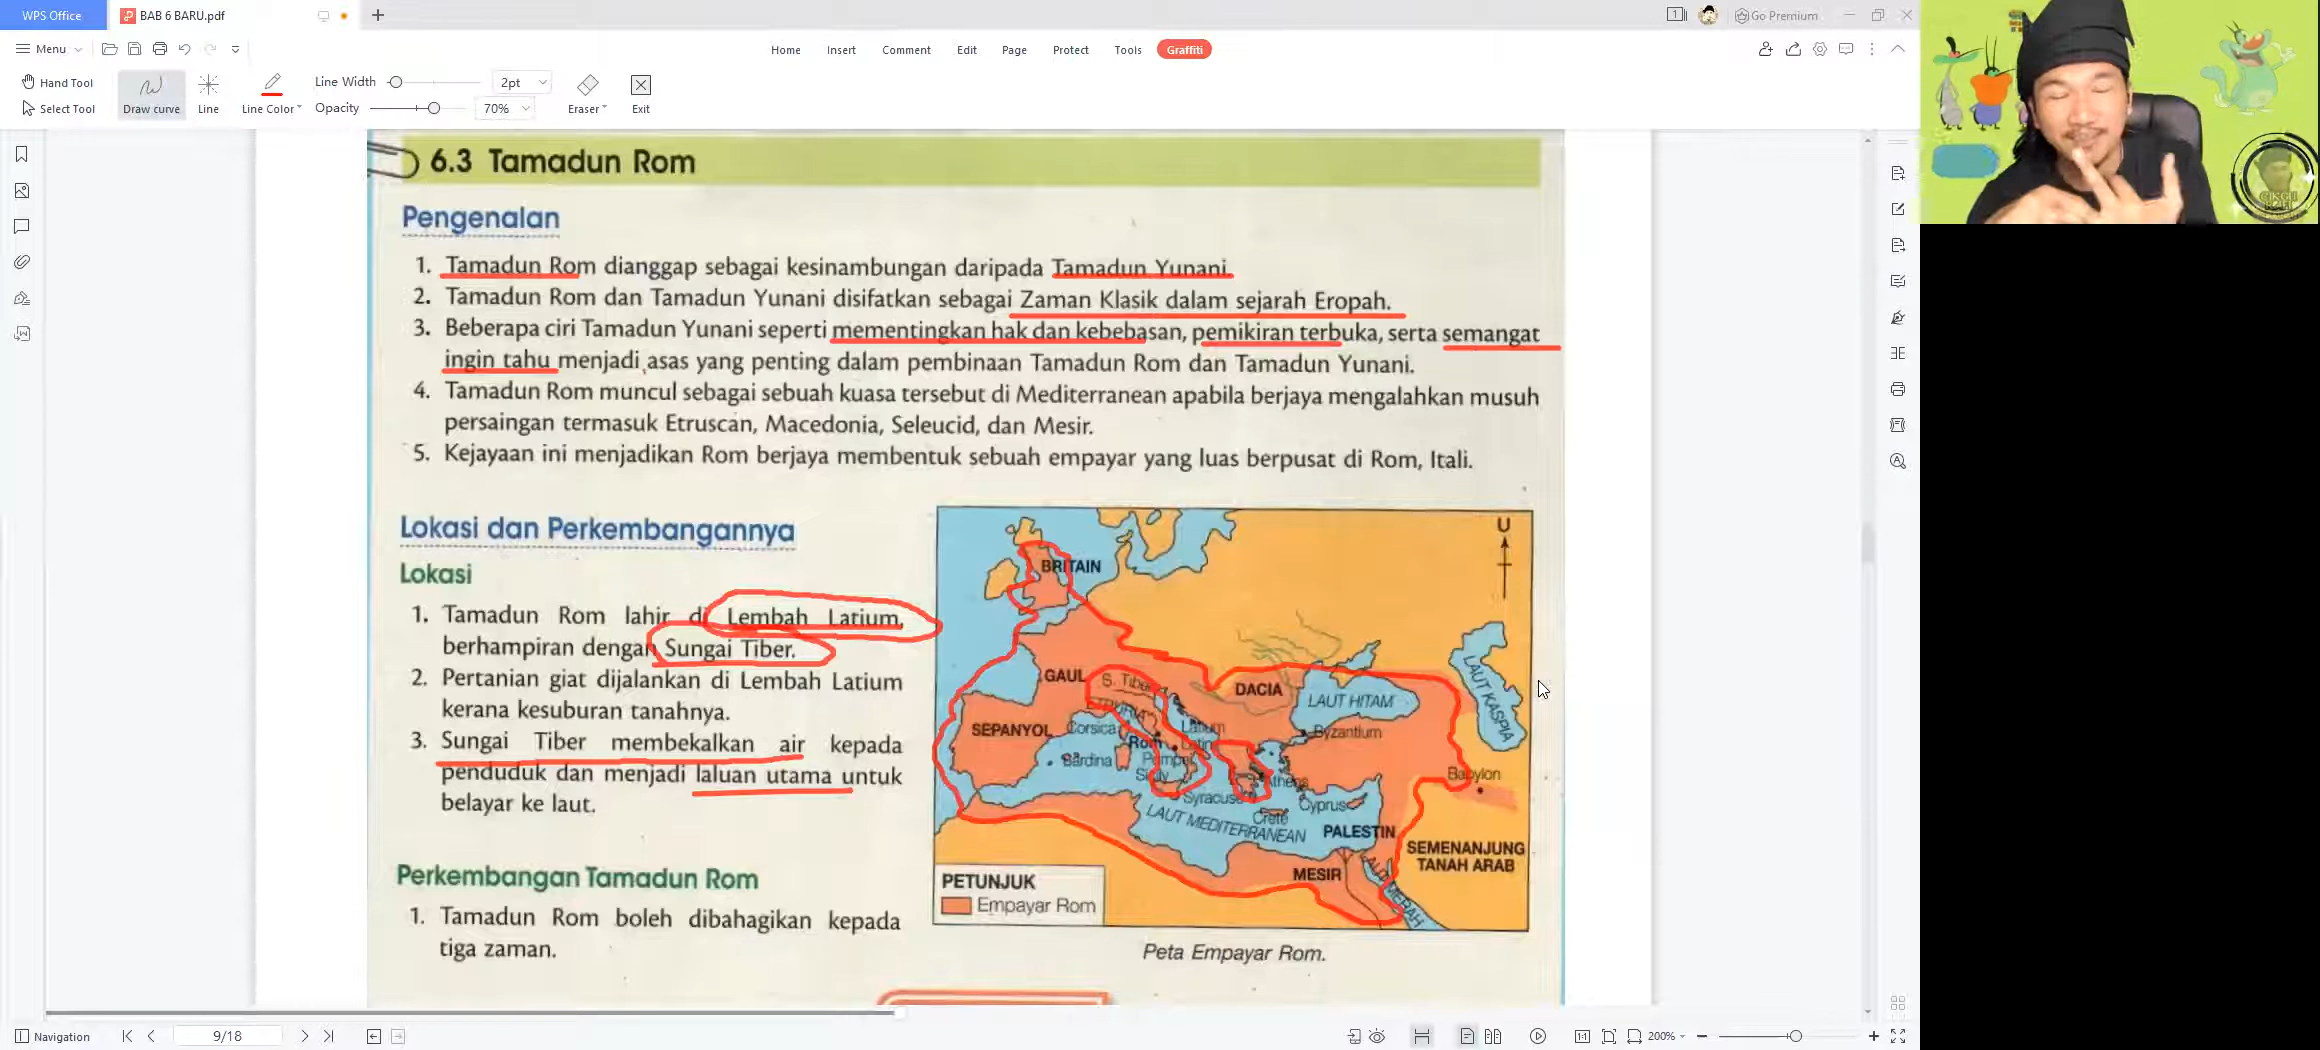 WPS Office
BAB 6 BARU.pdf
Go Premium
Menu
Home
Insert
Comment
Edit
Page
Protect
Tools
Graffiti
Hand Tool
Select Tool
Draw curve
Line
Line Color
Line Width
2pt
Opacity
70%
Eraser
Exit
6.3 Tamadun Rom
Pengenalan
1. Tamadun Rom dianggap sebagai kesinambungan daripada Tamadun Yunani.
2. Tamadun Rom dan Tamadun Yunani disifatkan sebagai Zaman Klasik dalam sejarah Eropah.
3. Beberapa ciri Tamadun Yunani seperti mementingkan hak dan kebebasan, pemikiran terbuka, serta semangat
ingin tahu menjadi asas yang penting dalam pembinaan Tamadun Rom dan Tamadun Yunani.
4. Tamadun Rom muncul sebagai sebuah kuasa tersebut di Mediterranean apabila berjaya mengalahkan musuh
persaingan termasuk Etruscan, Macedonia, Seleucid, dan Mesir.
5. Kejayaan ini menjadikan Rom berjaya membentuk sebuah empayar yang luas berpusat di Rom, Itali.
Lokasi dan Perkembangannya
Lokasi
1. Tamadun Rom lahir di Lembah Latium,
berhampiran dengan Sungai Tiber.
2. Pertanian giat dijalankan di Lembah Latium
kerana kesuburan tanahnya.
3. Sungai Tiber membekalkan air kepada
penduduk dan menjadi laluan utama untuk
belayar ke laut.
Perkembangan Tamadun Rom
1. Tamadun Rom boleh dibahagikan kepada
tiga zaman.
U
BRITAIN
GAUL
S. Tiber
ETRURIA
DACIA
LAUT HITAM
LAUT KASPIA
SEPANYOL
Corsica
Rom
Latium
Byzantium
Sardina
Sicily
Athens
Babylon
Syracuse
Cyprus
Crete
LAUT MEDITERRANEAN
PALESTIN
SEMENANJUNG
TANAH ARAB
MESIR
LAUT MERAH
PETUNJUK
Empayar Rom
Peta Empayar Rom.
Navigation
9/18
200%